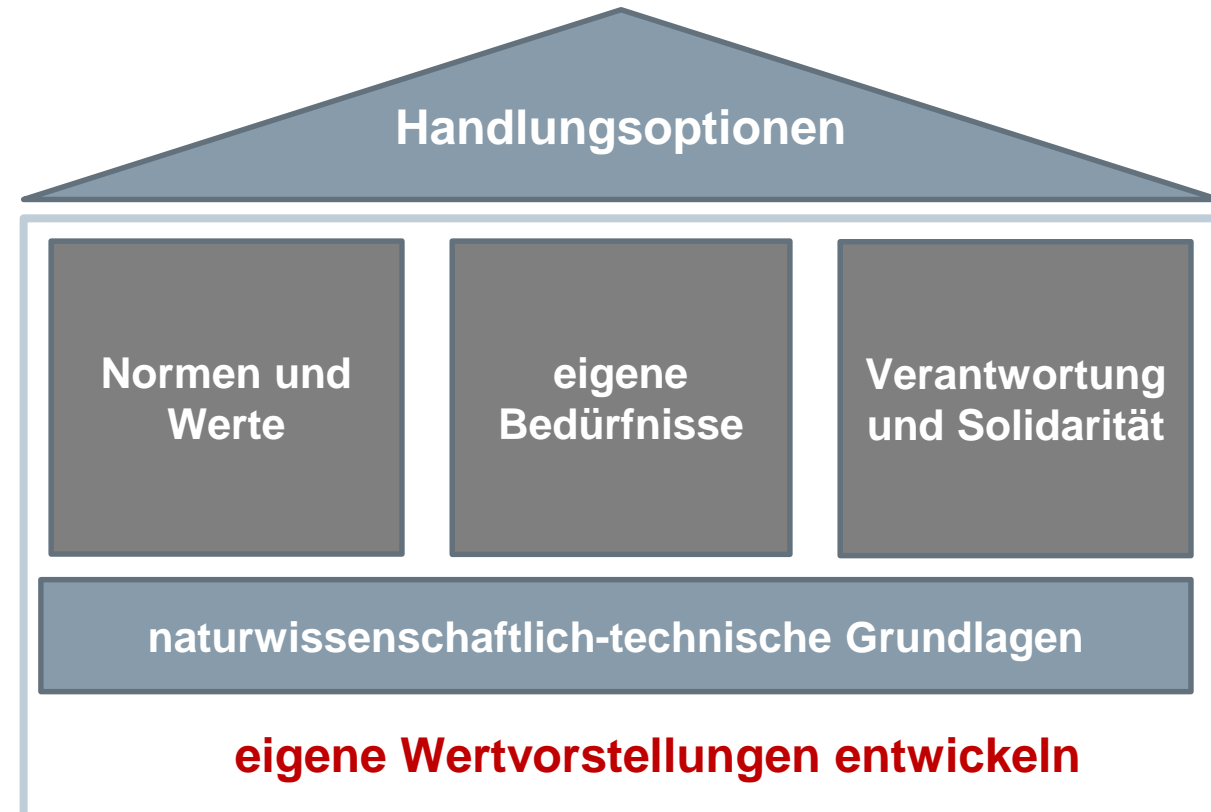 Handlungsoptionen
Normen und
Werte
eigene
Bedürfnisse
Verantwortung
und Solidarität
naturwissenschaftlich-technische Grundlagen
eigene Wertvorstellungen entwickeln